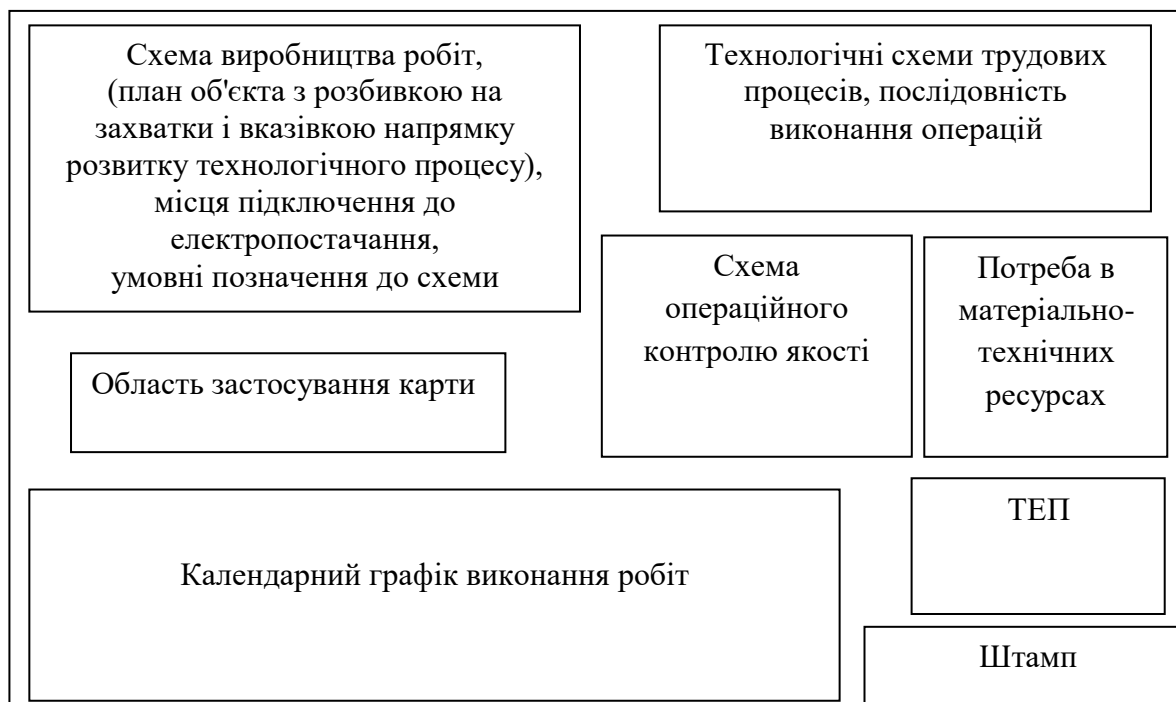 Схема виробництва робіт,
(план об'єкта з розбивкою на
захватки і вказівкою напрямку
розвитку технологічного процесу),
місця підключення до
електропостачання,
умовні позначення до схеми
Технологічні схеми трудових
процесів, послідовність
виконання операцій
Схема
операційного
контролю якості
Потреба в
матеріально-
технічних
ресурсах
Область застосування карти
Календарний графік виконання робіт
ТЕП
Штамп